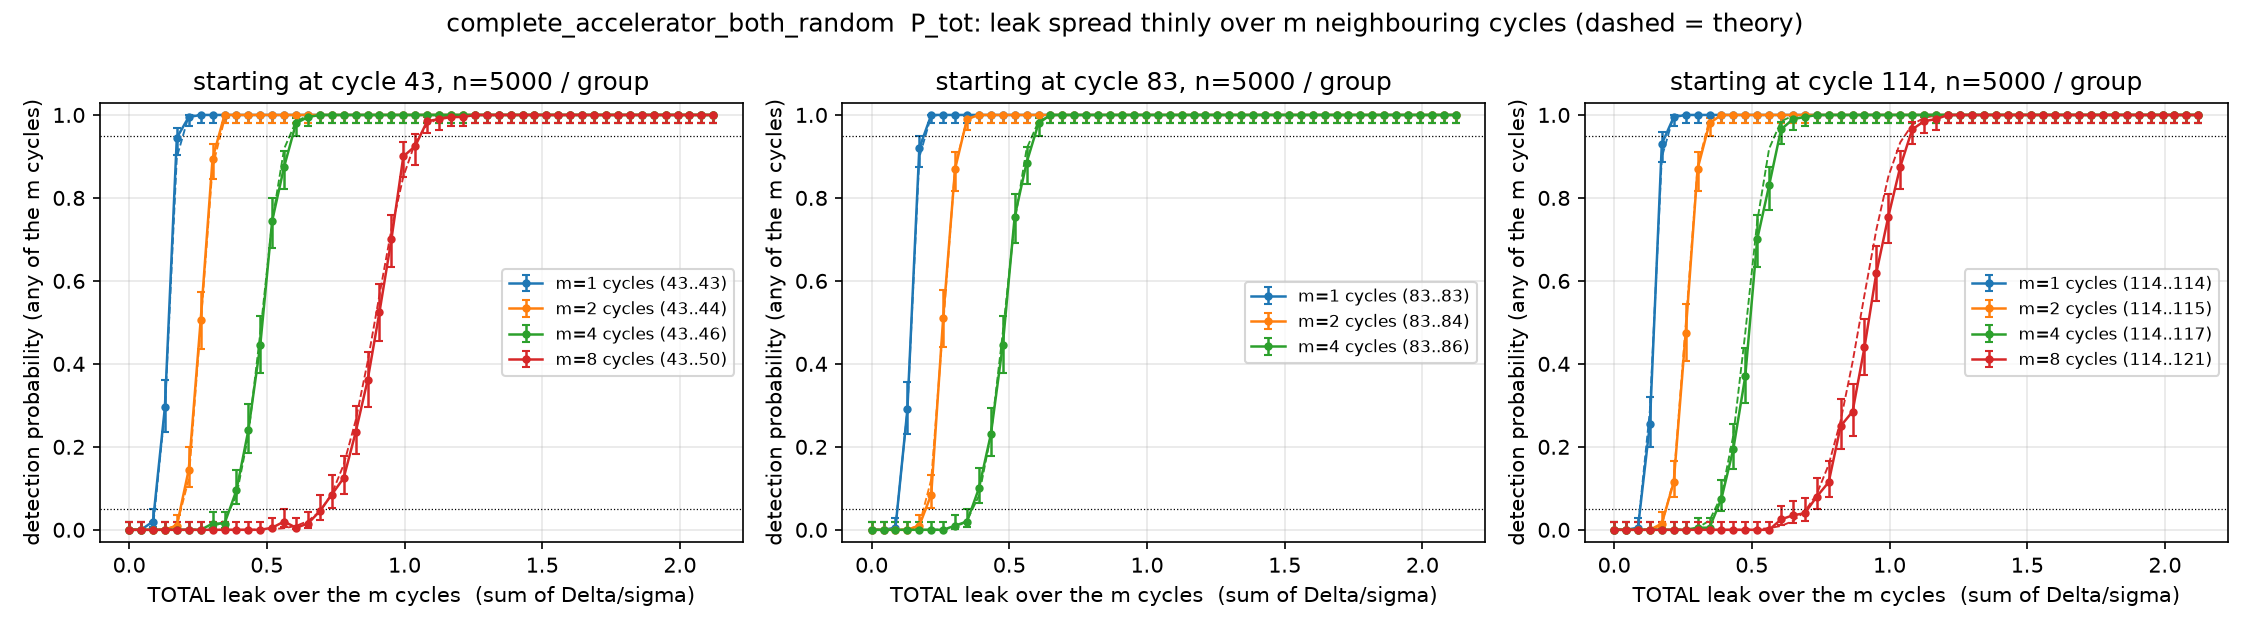 complete_accelerator_both_random  P_tot: leak spread thinly over m neighbouring cycles (dashed = theory)
starting at cycle 43, n=5000 / group
detection probability (any of the m cycles)
1.0
0.8
0.6
0.4
0.2
0.0
m=1 cycles (43..43)
m=2 cycles (43..44)
m=4 cycles (43..46)
m=8 cycles (43..50)
0.0 0.5 1.0 1.5 2.0
TOTAL leak over the m cycles  (sum of Delta/sigma)
starting at cycle 83, n=5000 / group
detection probability (any of the m cycles)
1.0
0.8
0.6
0.4
0.2
0.0
m=1 cycles (83..83)
m=2 cycles (83..84)
m=4 cycles (83..86)
0.0 0.5 1.0 1.5 2.0
TOTAL leak over the m cycles  (sum of Delta/sigma)
starting at cycle 114, n=5000 / group
detection probability (any of the m cycles)
1.0
0.8
0.6
0.4
0.2
0.0
m=1 cycles (114..114)
m=2 cycles (114..115)
m=4 cycles (114..117)
m=8 cycles (114..121)
0.0 0.5 1.0 1.5 2.0
TOTAL leak over the m cycles  (sum of Delta/sigma)